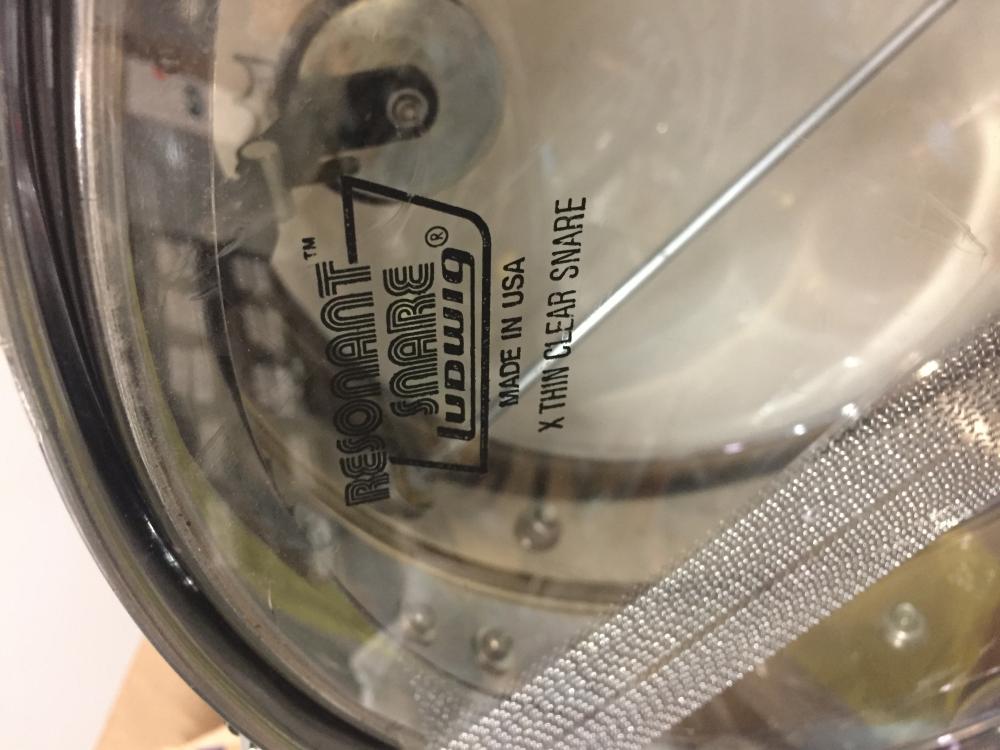 RESONANT™
SNARE
LUDWIG®
MADE IN USA
X THIN CLEAR SNARE